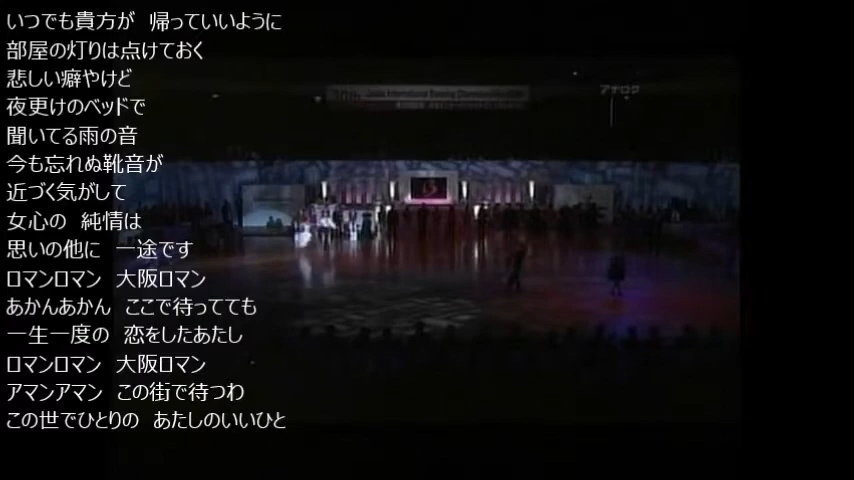 いつでも貴方が　帰っていいように
部屋の灯りは点けておく
悲しい癖やけど
夜更けのベッドで
聞いてる雨の音
今も忘れぬ靴音が
近づく気がして
女心の　純情は
思いの他に　一途です
ロマンロマン　大阪ロマン
あかんあかん　ここで待ってても
一生一度の　恋をしたあたし
ロマンロマン　大阪ロマン
アマンアマン　この街で待つわ
この世でひとりの　あたしのいいひと
アナログ